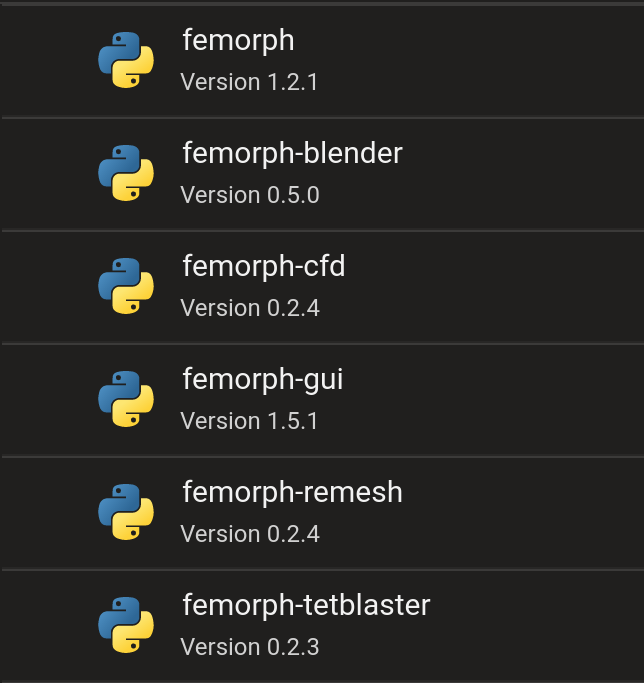 femorph
Version 1.2.1
femorph-blender
Version 0.5.0
femorph-cfd
Version 0.2.4
femorph-gui
Version 1.5.1
femorph-remesh
Version 0.2.4
femorph-tetblaster
Version 0.2.3